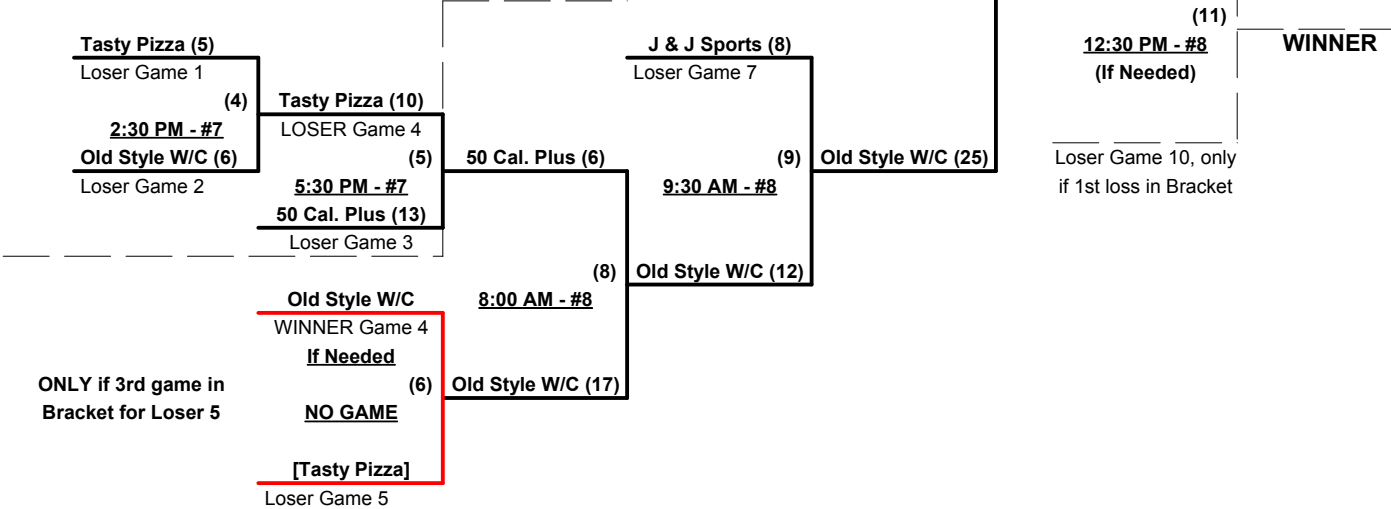 (11)
Tasty Pizza (5)
J & J Sports (8)
12:30 PM - #8
WINNER
Loser Game 1
Loser Game 7
(If Needed)
(4)
Tasty Pizza (10)
2:30 PM - #7
LOSER Game 4
Old Style W/C (6)
(5)
50 Cal. Plus (6)
(9)
Old Style W/C (25)
Loser Game 10, only
Loser Game 2
5:30 PM - #7
9:30 AM - #8
if 1st loss in Bracket
50 Cal. Plus (13)
Loser Game 3
(8)
Old Style W/C (12)
Old Style W/C
8:00 AM - #8
WINNER Game 4
If Needed
ONLY if 3rd game in
(6)
Old Style W/C (17)
Bracket for Loser 5
NO GAME
[Tasty Pizza]
Loser Game 5